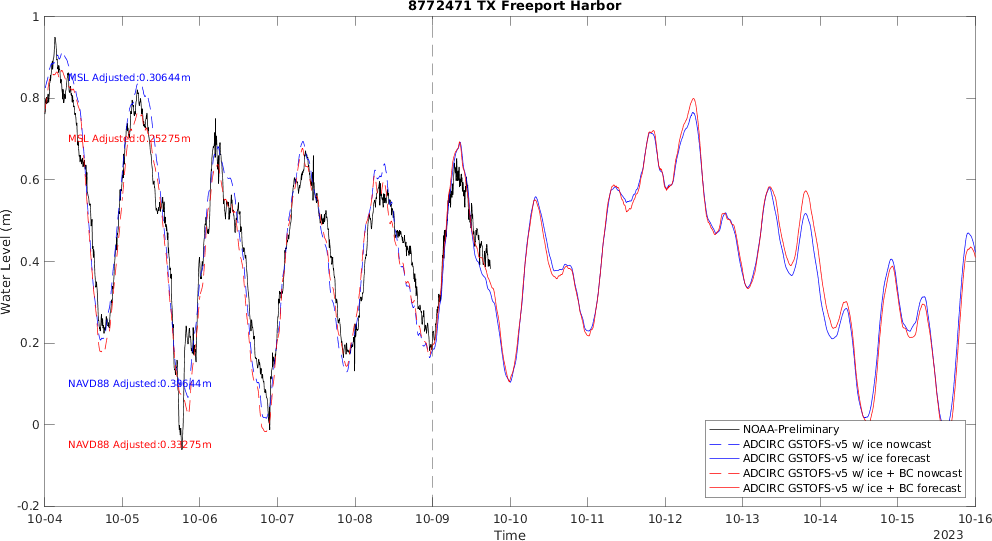 8772471 TX Freeport Harbor
Water Level (m)
1
0.8
0.6
0.4
0.2
0
-0.2
MSL Adjusted:0.30644m
MSL Adjusted:0.25275m
NAVD88 Adjusted:0.38644m
NAVD88 Adjusted:0.33275m
NOAA-Preliminary
ADCIRC GSTOFS-v5 w/ ice nowcast
ADCIRC GSTOFS-v5 w/ ice forecast
ADCIRC GSTOFS-v5 w/ ice + BC nowcast
ADCIRC GSTOFS-v5 w/ ice + BC forecast
10-04 10-05 10-06 10-07 10-08 10-09 10-10 10-11 10-12 10-13 10-14 10-15 10-16
Time
2023